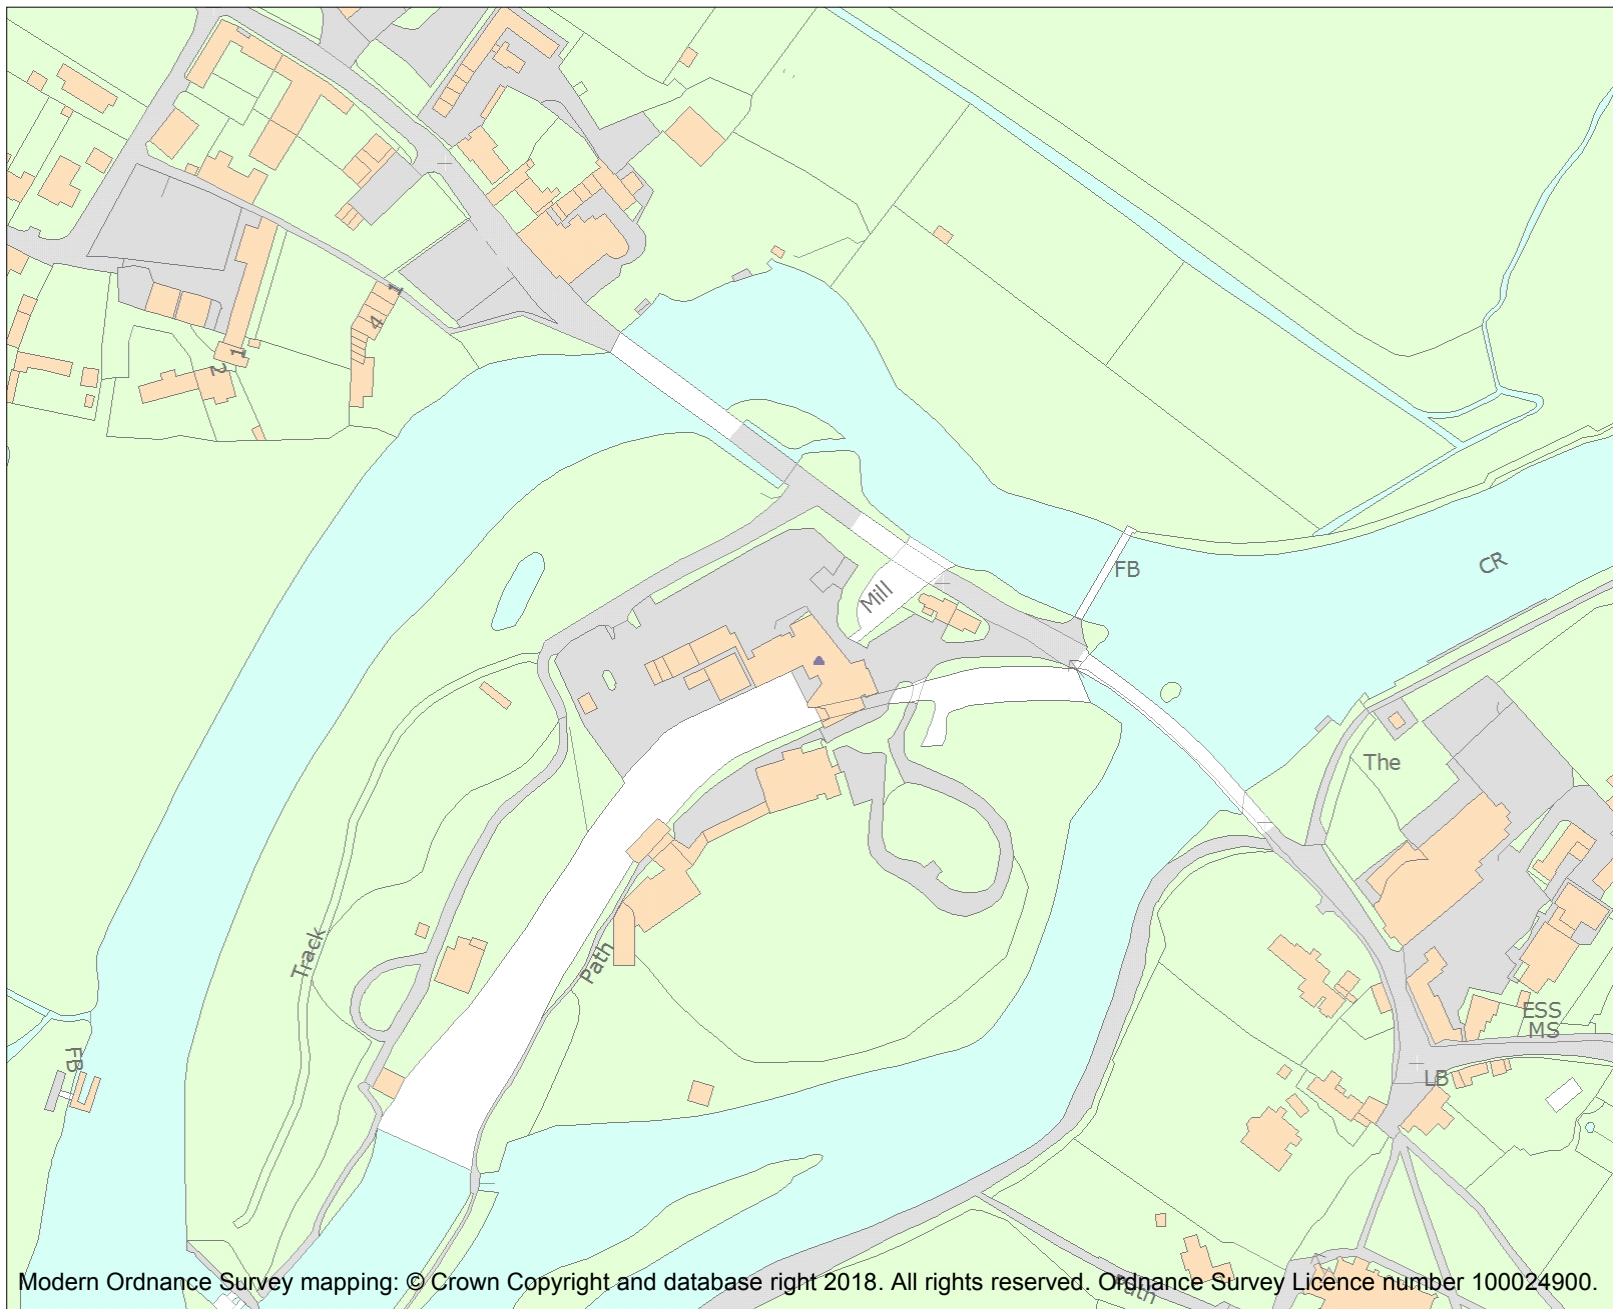 1
4
1
2
FB
Mill
CR
The
Track
Path
ESS
MS
FB
LB
Path
Modern Ordnance Survey mapping: © Crown Copyright and database right 2018. All rights reserved. Ordnance Survey Licence number 100024900.